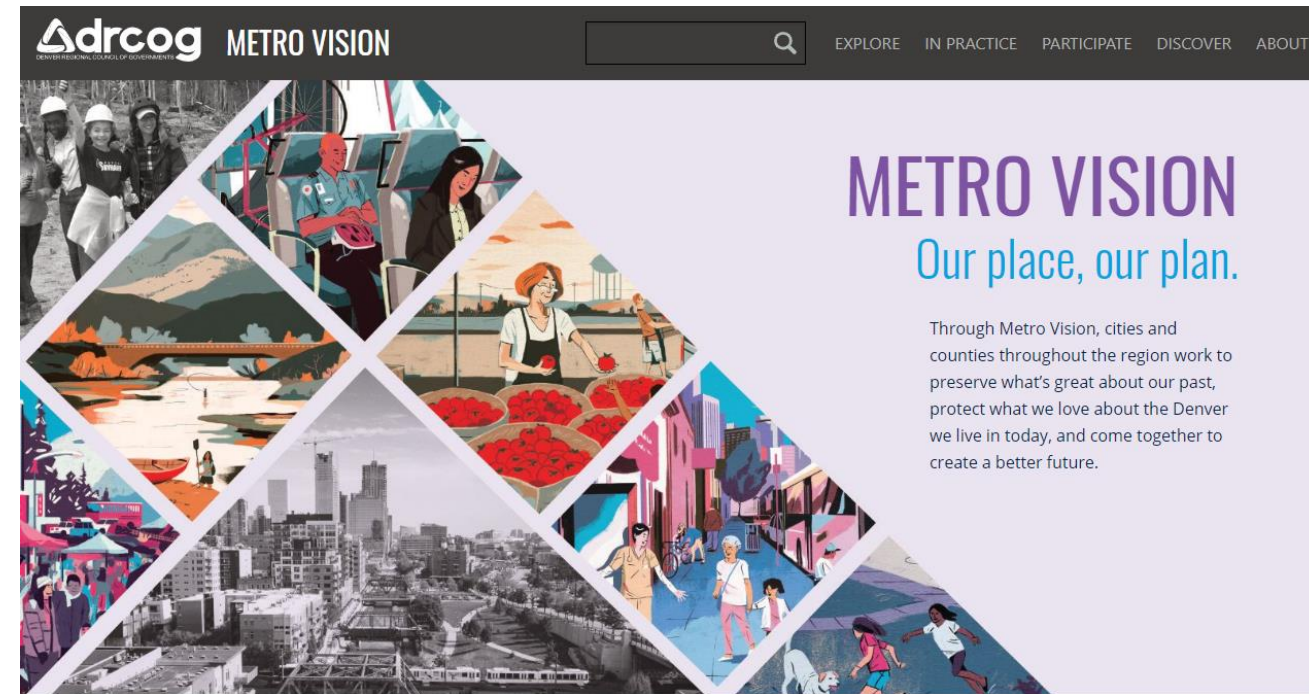 drcog
DENVER REGIONAL COUNCIL OF GOVERNMENTS
METRO VISION
EXPLORE IN PRACTICE PARTICIPATE DISCOVER ABOUT
METRO VISION
Our place, our plan.
Through Metro Vision, cities and
counties throughout the region work to
preserve what's great about our past,
protect what we love about the Denver
we live in today, and come together to
create a better future.